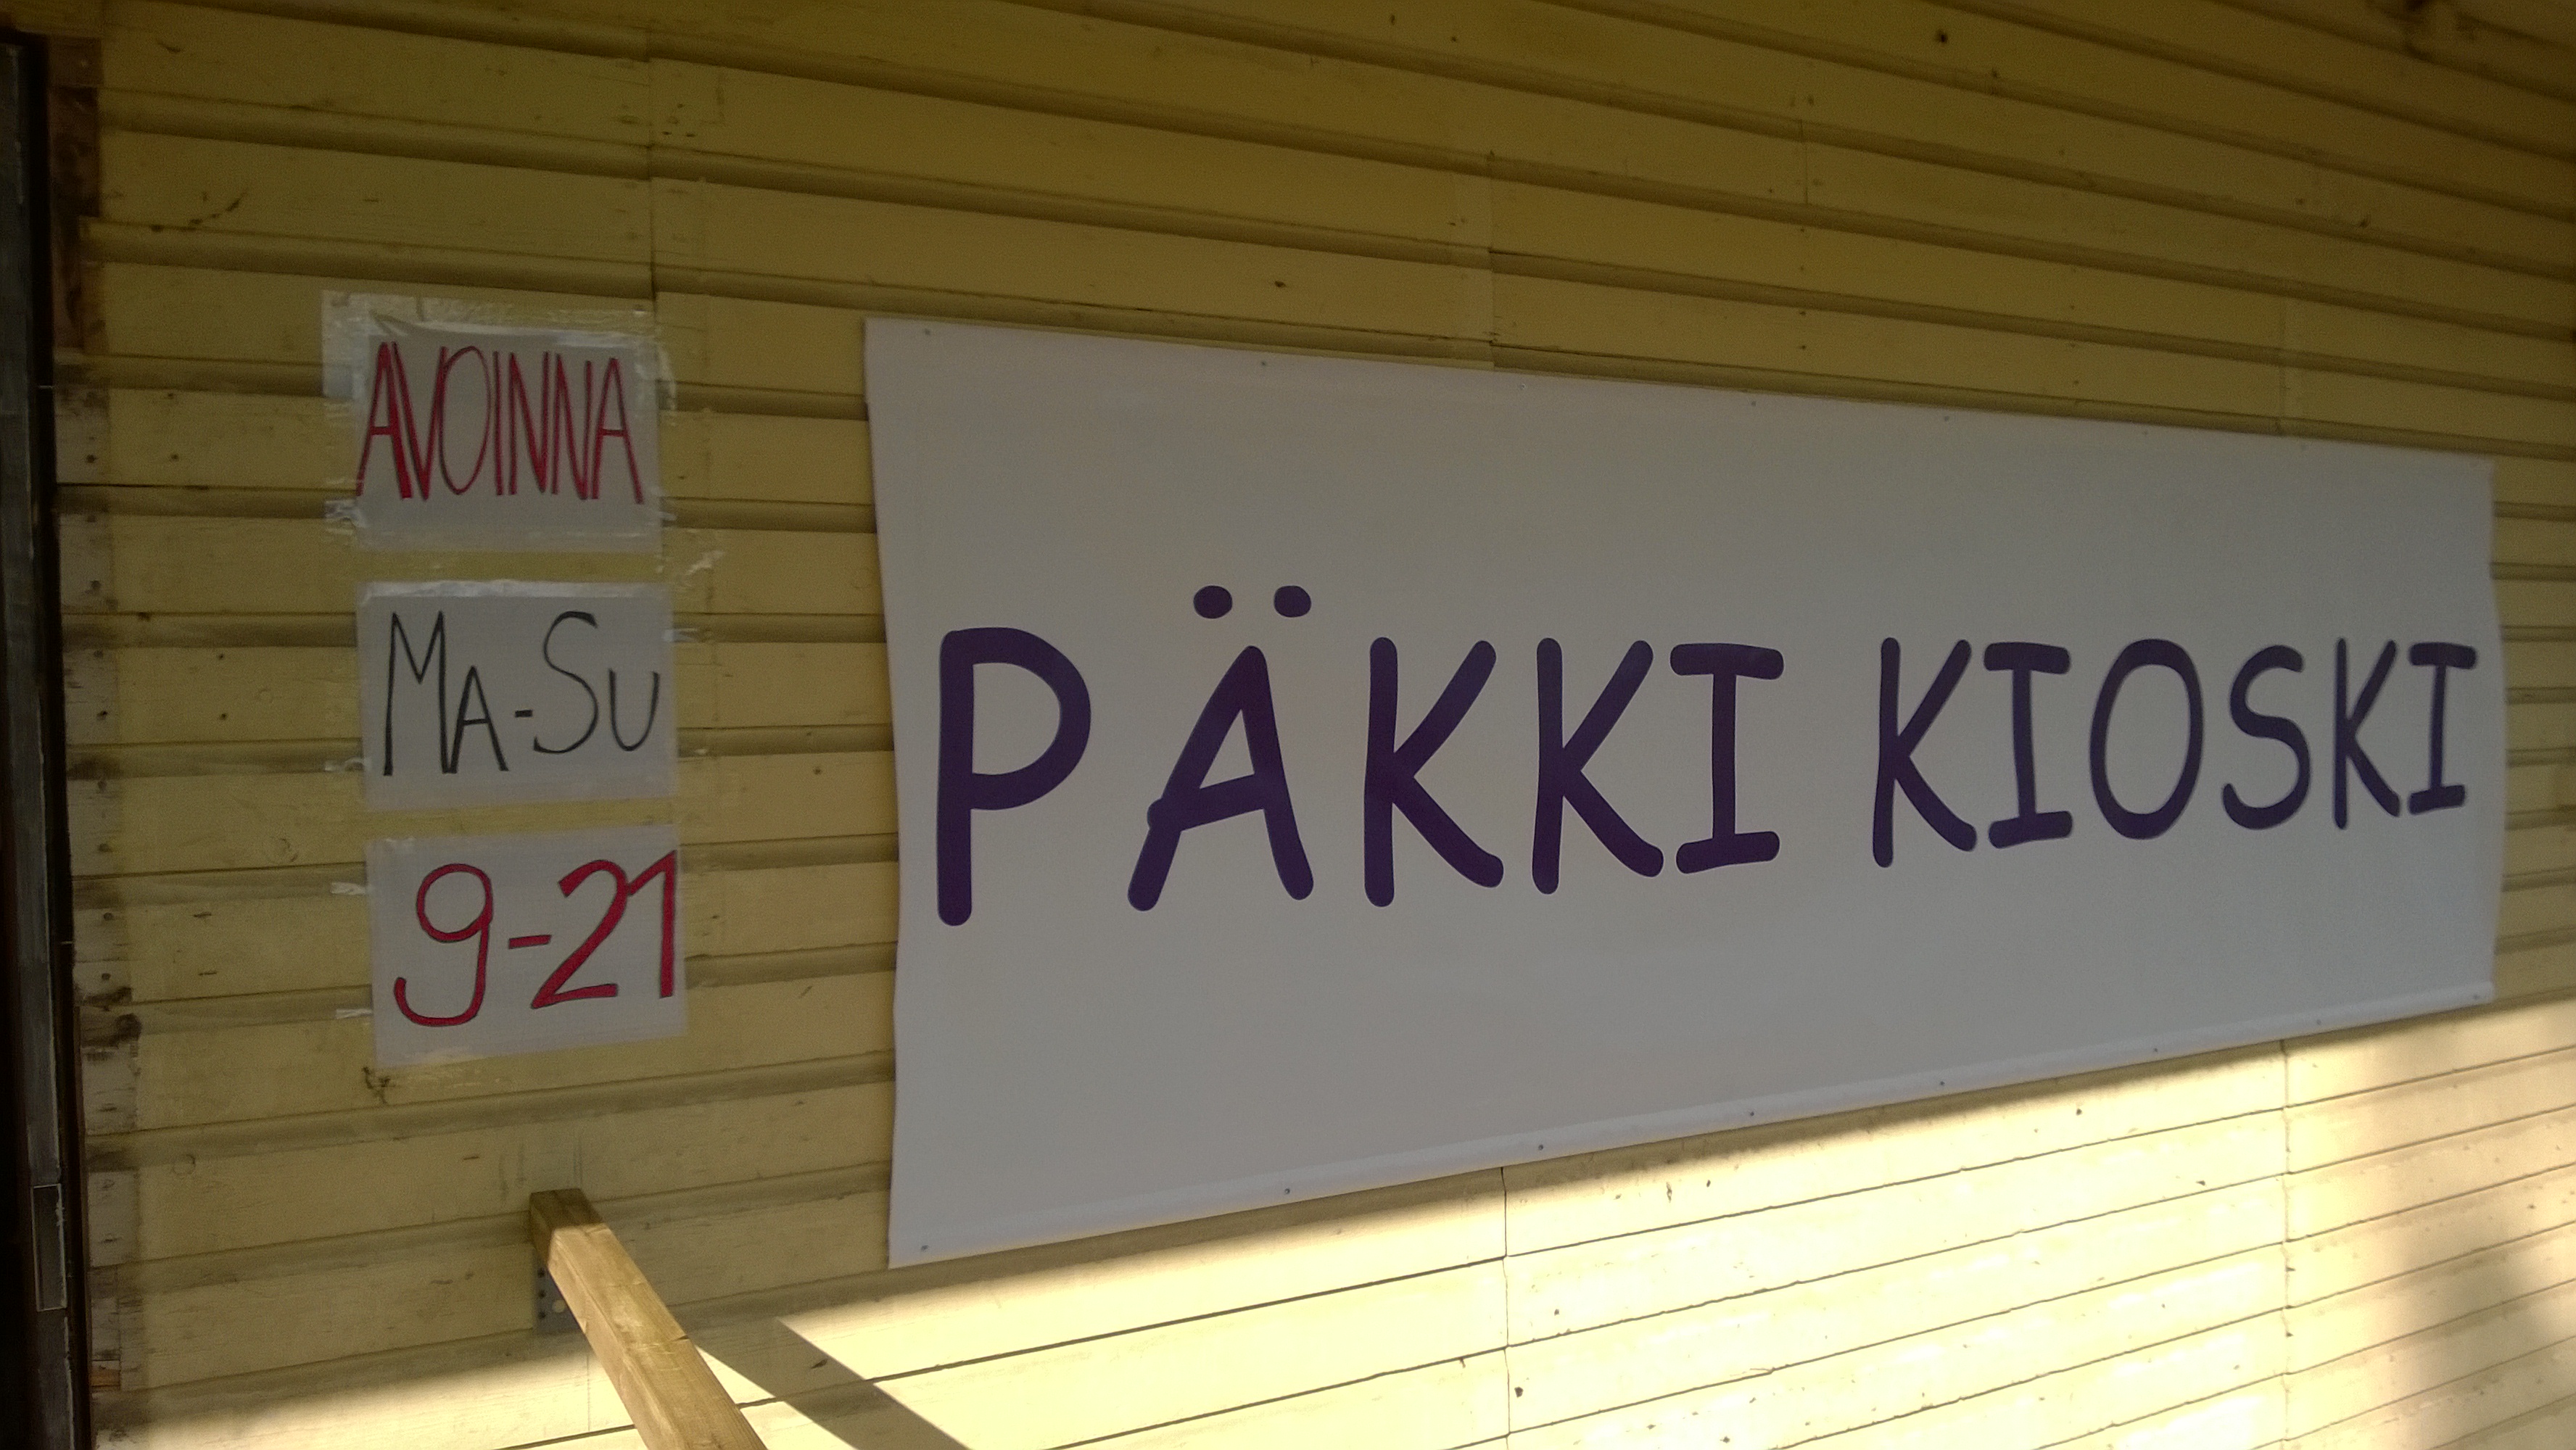 AVOINNA
MA-SU
9-21
PÄKKI KIOSKI